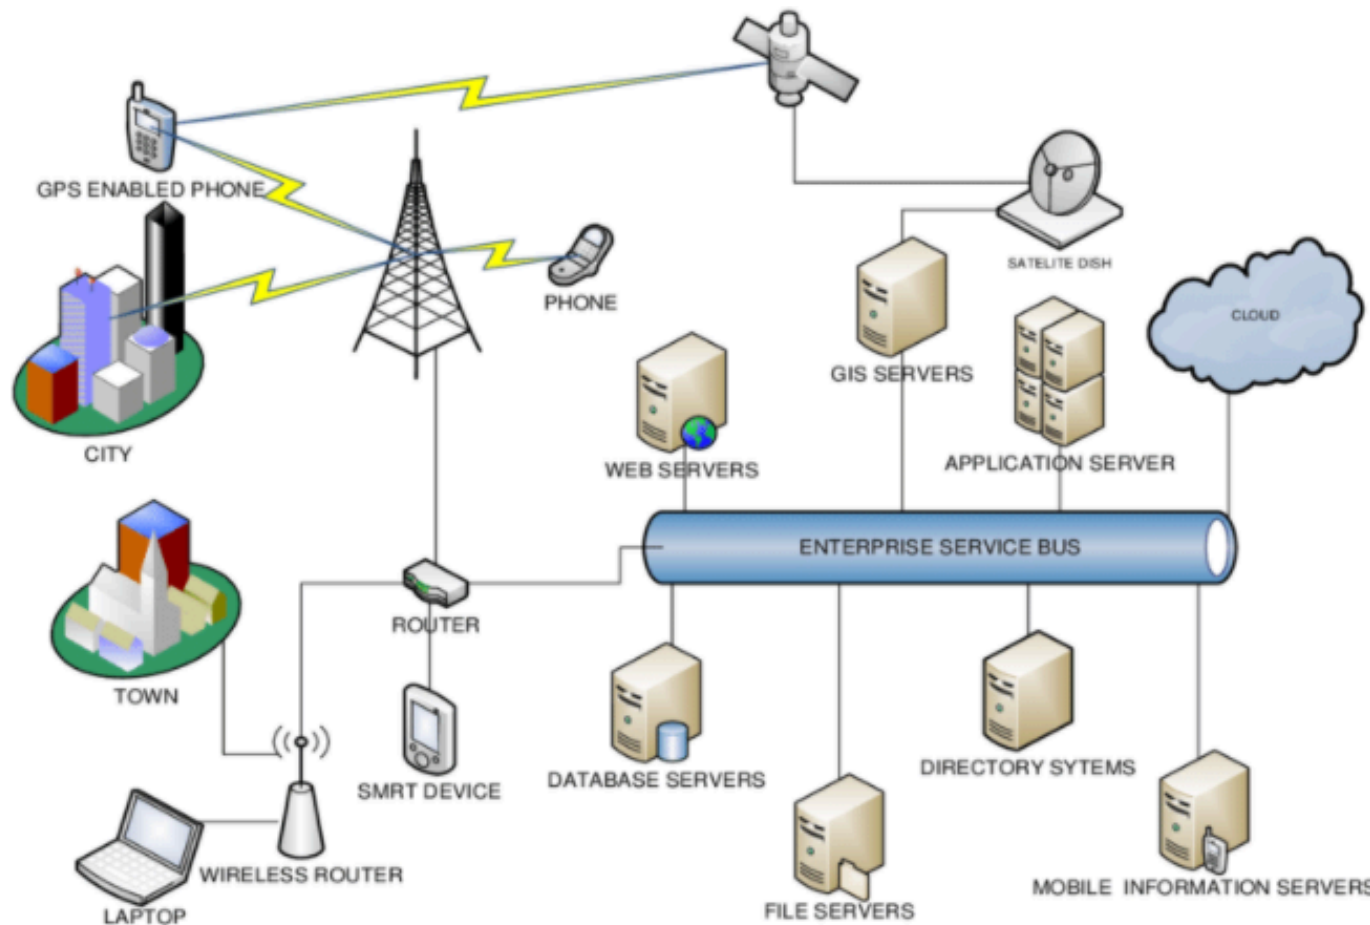 GPS ENABLED PHONE
SATELITE DISH
PHONE
CLOUD
GIS SERVERS
CITY
WEB SERVERS
APPLICATION SERVER
ENTERPRISE SERVICE BUS
ROUTER
TOWN
DIRECTORY SYTEMS
DATABASE SERVERS
SMRT DEVICE
WIRELESS ROUTER
MOBILE INFORMATION SERVERS
FILE SERVERS
LAPTOP